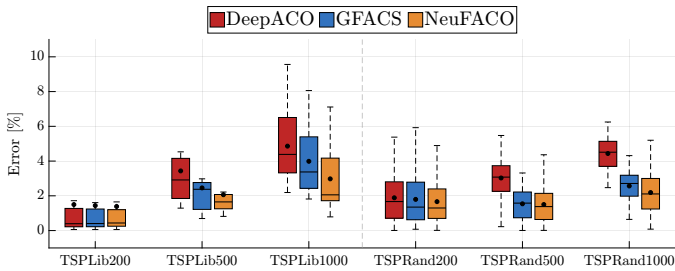 DeepACO GFACS NeuFACO
Error [%]
10
8
6
4
2
0
TSPLib200 TSPLib500 TSPLib1000 TSPRand200 TSPRand500 TSPRand1000